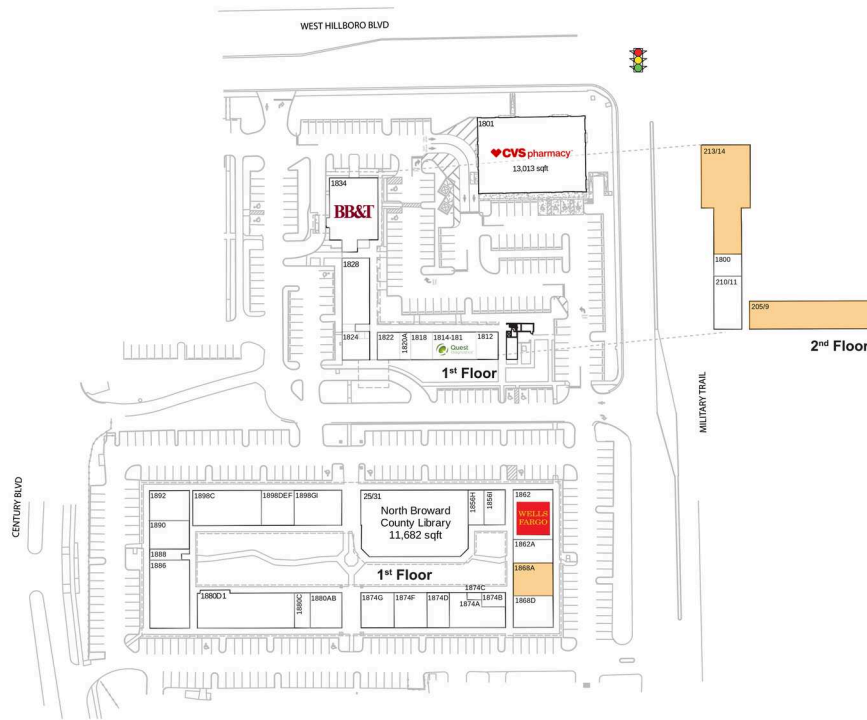 WEST HILLBORO BLVD
1801
CVS pharmacy
13,013 sqft
213/14
1834
BB&T
1828
1800
210/11
205/9
1824
1822
1820A
1818
1814-181
1812
Quest
2nd Floor
1st Floor
MILITARY TRAIL
CENTURY BLVD
1892
1898C
1898DEF
1898GI
25/31
North Broward
County Library
11,682 sqft
1856H
1856I
1862
WELLS
FARGO
1890
1862A
1888
1886
1868A
1st Floor
1880D1
1880C
1880AB
1874G
1874F
1874D
1874C
1874A
1874B
1868D